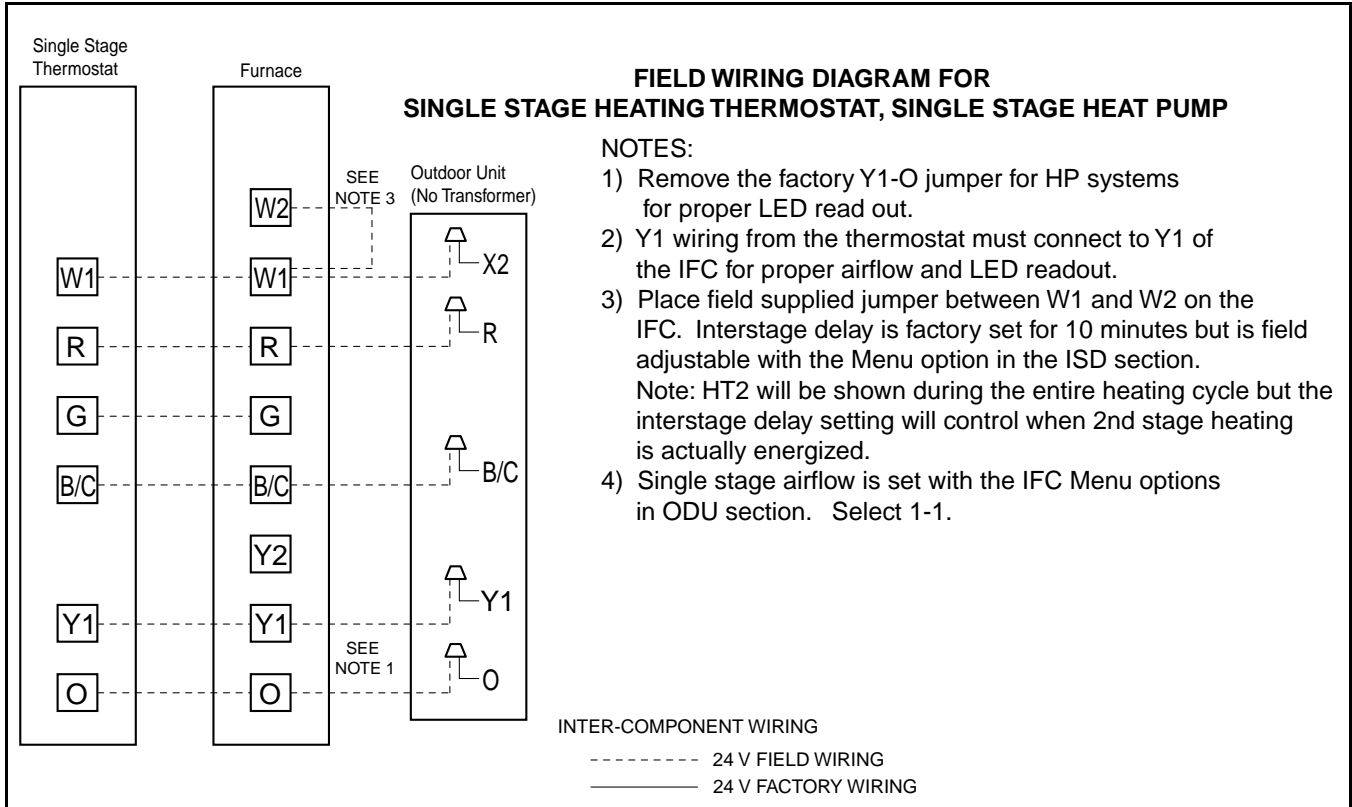 Single Stage
Thermostat
Furnace
FIELD WIRING DIAGRAM FOR
SINGLE STAGE HEATING THERMOSTAT, SINGLE STAGE HEAT PUMP
NOTES:
1) Remove the factory Y1-O jumper for HP systems
for proper LED read out.
2) Y1 wiring from the thermostat must connect to Y1 of
the IFC for proper airflow and LED readout.
3) Place field supplied jumper between W1 and W2 on the
IFC. Interstage delay is factory set for 10 minutes but is field
adjustable with the Menu option in the ISD section.
Note: HT2 will be shown during the entire heating cycle but the
interstage delay setting will control when 2nd stage heating
is actually energized.
4) Single stage airflow is set with the IFC Menu options
in ODU section. Select 1-1.
SEE
NOTE 3
Outdoor Unit
(No Transformer)
W2
W1
W1
X2
R
R
R
G
G
B/C
B/C
B/C
Y2
Y1
Y1
Y1
SEE
NOTE 1
O
O
O
INTER-COMPONENT WIRING
24 V FIELD WIRING
24 V FACTORY WIRING